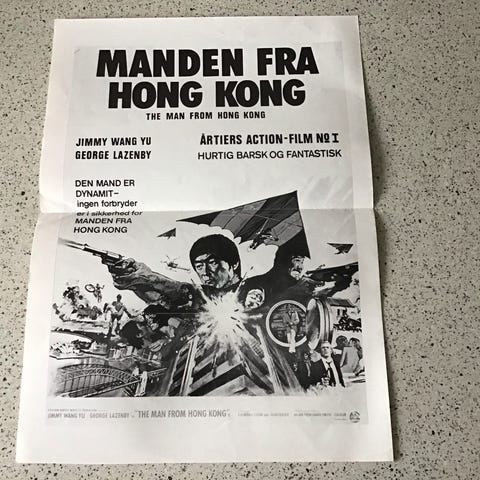 MANDEN FRA
HONG KONG
THE MAN FROM HONG KONG
JIMMY WANG YU
GEORGE LAZENBY
ÅRTIERS ACTION-FILM NO I
HURTIG BARSK OG FANTASTISK
DEN MAND ER
DYNAMIT–
ingen forbryder
er i sikkerhed for
MANDEN FRA
HONG KONG
JIMMY WANG YU GEORGE LAZENBY "THE MAN FROM HONG KONG"